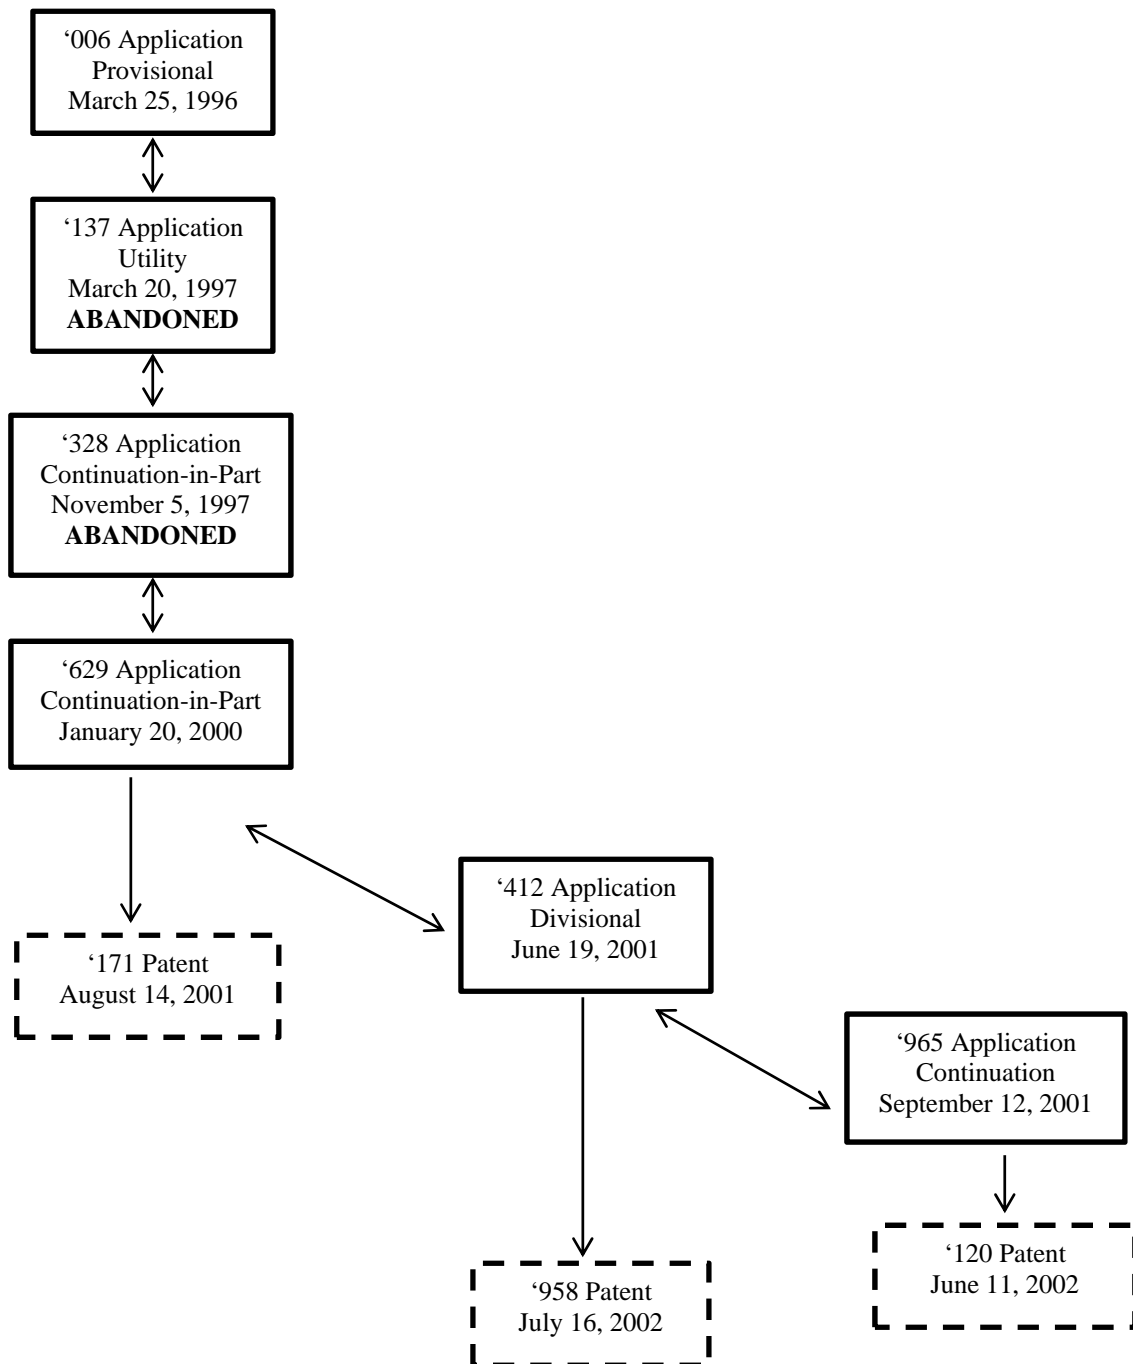 ‘006 Application
Provisional
March 25, 1996
‘137 Application
Utility
March 20, 1997
ABANDONED
‘328 Application
Continuation-in-Part
November 5, 1997
ABANDONED
‘629 Application
Continuation-in-Part
January 20, 2000
‘412 Application
Divisional
June 19, 2001
‘171 Patent
August 14, 2001
‘965 Application
Continuation
September 12, 2001
‘958 Patent
July 16, 2002
‘120 Patent
June 11, 2002